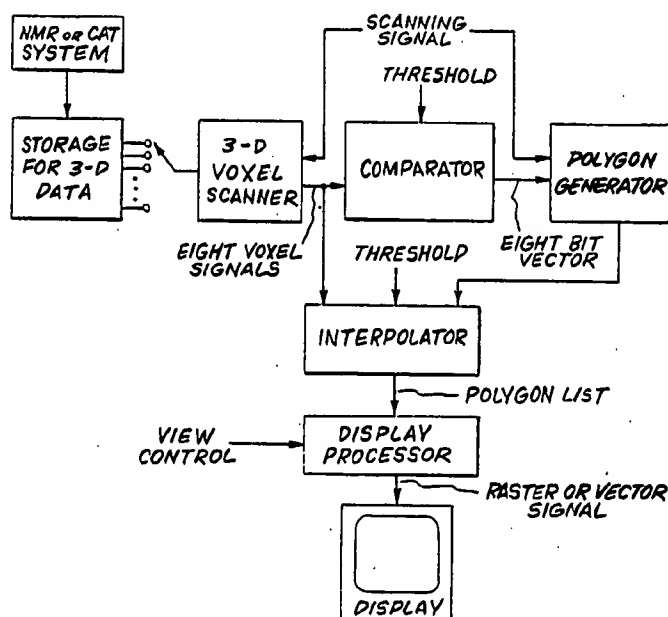 NMR OR CAT
SYSTEM
SCANNING
SIGNAL
THRESHOLD
STORAGE
FOR 3-D
DATA
3-D
VOXEL
SCANNER
COMPARATOR
POLYGON
GENERATOR
EIGHT VOXEL
SIGNALS
THRESHOLD
EIGHT BIT
VECTOR
INTERPOLATOR
POLYGON LIST
VIEW
CONTROL
DISPLAY
PROCESSOR
RASTER OR VECTOR
SIGNAL
DISPLAY